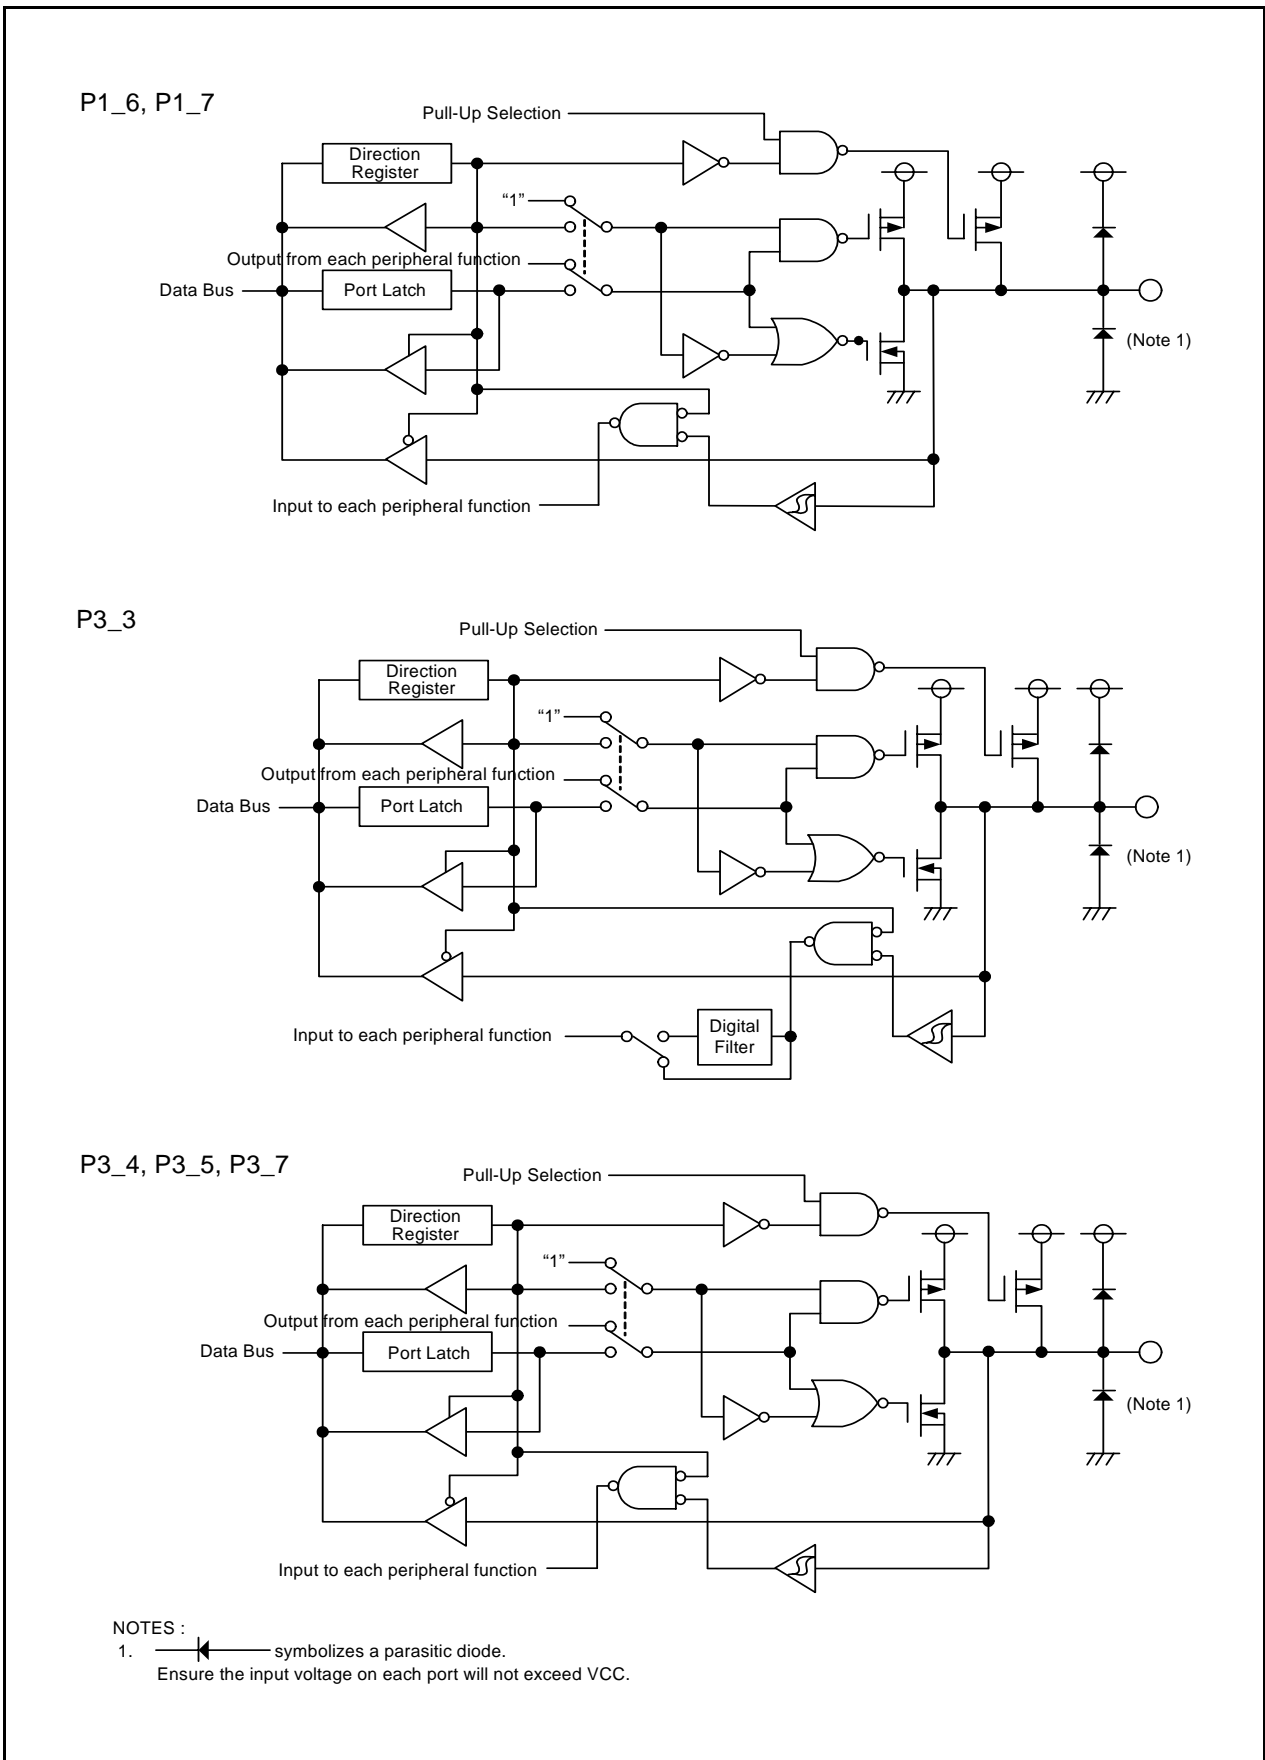 P1_6, P1_7
Pull-Up Selection
Direction
Register
“1”
Output from each peripheral function
Data Bus
Port Latch
(Note 1)
Input to each peripheral function
P3_3
Pull-Up Selection
Direction
Register
“1”
Output from each peripheral function
Data Bus
Port Latch
(Note 1)
Input to each peripheral function
Digital
Filter
P3_4, P3_5, P3_7
Pull-Up Selection
Direction
Register
“1”
Output from each peripheral function
Data Bus
Port Latch
(Note 1)
Input to each peripheral function
NOTES :
1. symbolizes a parasitic diode.
Ensure the input voltage on each port will not exceed VCC.